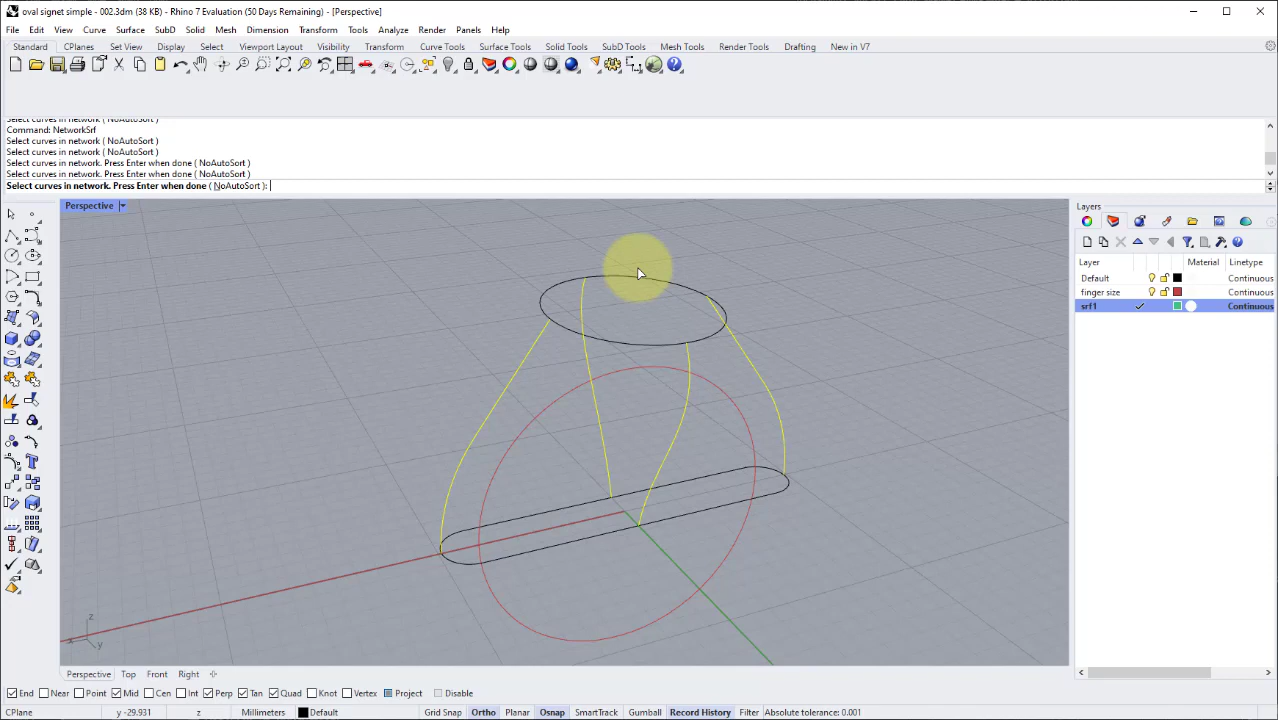 oval signet simple - 002.3dm (38 KB) - Rhino 7 Evaluation (50 Days Remaining) - [Perspective]
File Edit View Curve Surface SubD Solid Mesh Dimension Transform Tools Analyze Render Panels Help
Standard CPlanes Set View Display Select Viewport Layout Visibility Transform Curve Tools Surface Tools Solid Tools SubD Tools Mesh Tools Render Tools Drafting New in V7
Select curves in network ( NoAutoSort )
Command: NetworkSrf
Select curves in network ( NoAutoSort )
Select curves in network ( NoAutoSort )
Select curves in network. Press Enter when done ( NoAutoSort )
Select curves in network. Press Enter when done ( NoAutoSort )
Select curves in network. Press Enter when done ( NoAutoSort ):
Perspective
Layers
Layer Material Linetype
Default Continuous
finger size Continuous
srf1 Continuous
z
x y
Perspective Top Front Right
End Near Point Mid Cen Int Perp Tan Quad Knot Vertex Project Disable
CPlane y -29.931 z Millimeters Default Grid Snap Ortho Planar Osnap SmartTrack Gumball Record History Filter Absolute tolerance: 0.001